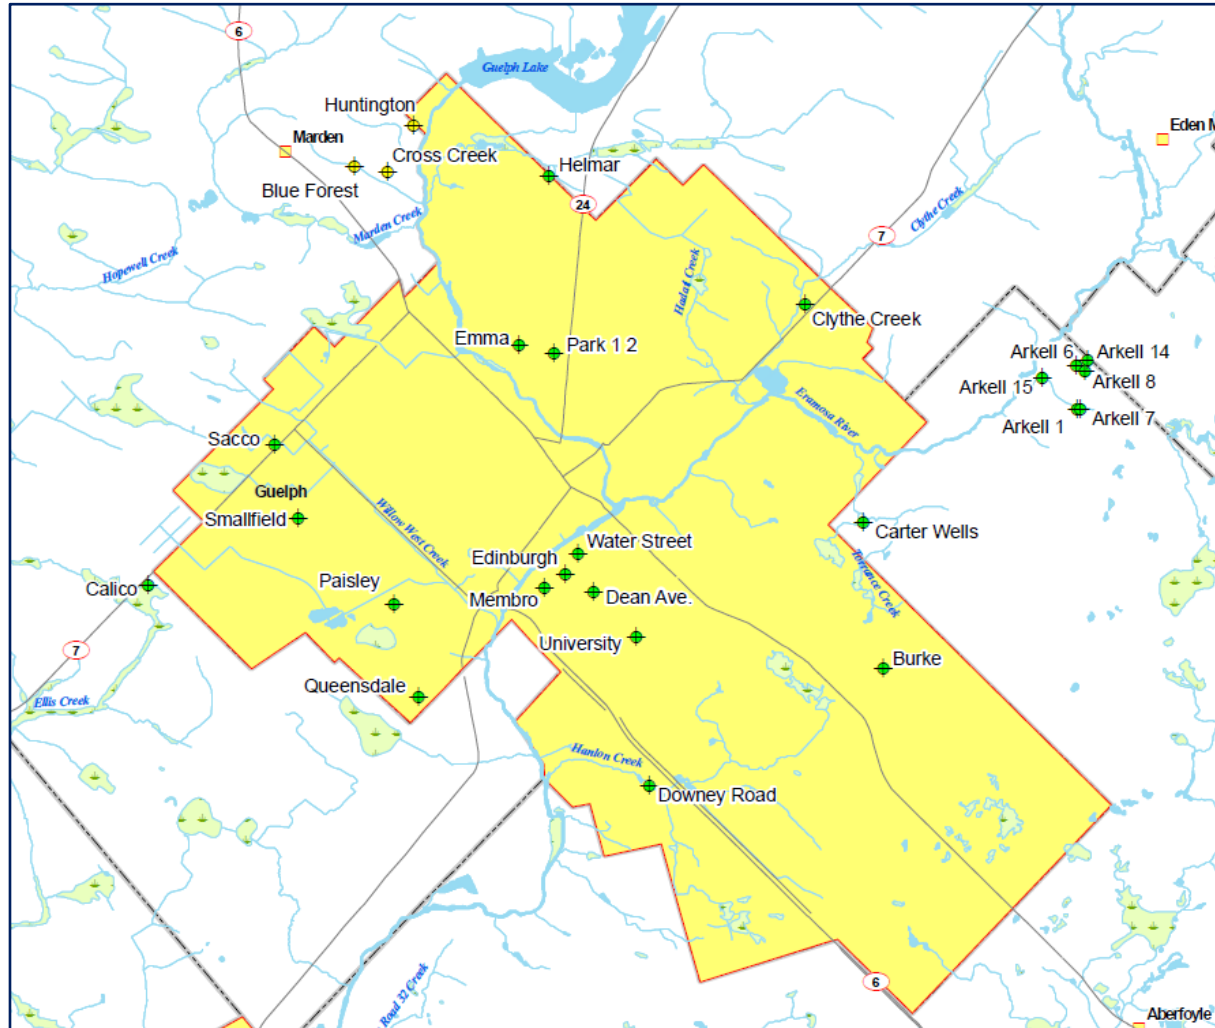 6
Guelph Lake
Huntington
Marden
Cross Creek
Blue Forest
Helmar
24
Eden M
Marden Creek
Clythe Creek
7
Hopewell Creek
Hadati Creek
Clythe Creek
Emma
Park 1 2
Arkell 6
Arkell 14
Arkell 15
Arkell 8
Arkell 1
Arkell 7
Eramosa River
Sacco
Guelph
Smallfield
Willow West Creek
Water Street
Carter Wells
Edinburgh
Calico
Paisley
Membro
Dean Ave.
Torrance Creek
University
7
Burke
Queensdale
Ellis Creek
Hanlon Creek
Downey Road
6
Road 32 Creek
Aberfoyle